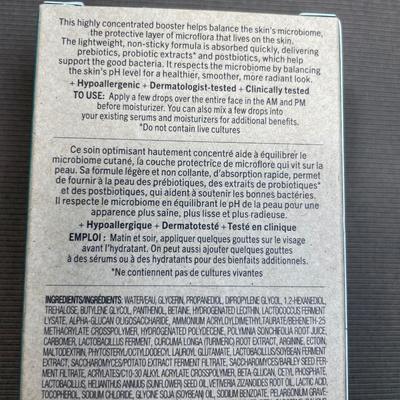 This highly concentrated booster helps balance the skin's microbiome,
the protective layer of microflora that lives on the skin.
The lightweight, non-sticky formula is absorbed quickly, delivering
prebiotics, probiotic extracts* and postbiotics, which help
support the good bacteria. It respects the microbiome by balancing
the skin's pH level for a healthier, smoother, more radiant look.
+ Hypoallergenic + Dermatologist-tested + Clinically tested
TO USE: Apply a few drops over the entire face in the AM and PM
before moisturizer. You can also mix a few drops into
your existing serums and moisturizers for additional benefits.
*Do not contain live cultures
Ce soin optimisant hautement concentré aide à équilibrer le
microbiome cutané, la couche protectrice de microflore qui vit sur la
peau. Sa formule légère et non collante, d'absorption rapide, permet
de fournir à la peau des prébiotiques, des extraits de probiotiques*
et des postbiotiques, qui aident à soutenir les bonnes bactéries.
Il respecte le microbiome en équilibrant le pH de la peau pour une
apparence plus saine, plus lisse et plus radieuse.
+ Hypoallergique + Dermatotesté + Testé en clinique
EMPLOI : Matin et soir, appliquer quelques gouttes sur le visage
avant l'hydratant. On peut aussi ajouter quelques gouttes
à des sérums ou à des hydratants pour des bienfaits additionnels.
*Ne contiennent pas de cultures vivantes
INGREDIENTS/INGRÉDIENTS: WATER/EAU, GLYCERIN, PROPANEDIOL, DIPROPYLENE GLYCOL, 1,2-HEXANEDIOL,
TREHALOSE, BUTYLENE GLYCOL, PANTHENOL, BETAINE, HYDROGENATED LECITHIN, LACTOCOCCUS FERMENT
LYSATE, ALPHA-GLUCAN OLIGOSACCHARIDE, AMMONIUM ACRYLOYLDIMETHYLTAURATE/BEHENETH-25
METHACRYLATE CROSSPOLYMER, HYDROGENATED POLYDECENE, POLYMNIA SONCHIFOLIA ROOT JUICE,
CARBOMER, LACTOBACILLUS FERMENT, CURCUMA LONGA (TURMERIC) ROOT EXTRACT, ARGININE, ECTOIN,
MALTODEXTRIN, PHYTOSTERYL/OCTYLDODECYL LAUROYL GLUTAMATE, LACTOBACILLUS/SOYBEAN FERMENT
EXTRACT, SACCHAROMYCES/POTATO EXTRACT FERMENT FILTRATE, SACCHAROMYCES/BARLEY SEED FER-
MENT FILTRATE, ACRYLATES/C10-30 ALKYL ACRYLATE CROSSPOLYMER, BETA-GLUCAN, CETYL PHOSPHATE,
LACTOBACILLUS, HELIANTHUS ANNUUS (SUNFLOWER) SEED OIL, VETIVERIA ZIZANOIDES ROOT OIL, LACTIC ACID,
TOCOPHEROL, SODIUM CHLORIDE, GLYCINE SOJA (SOYBEAN) OIL, SODIUM BENZOATE, PELARGONIUM GRAVE-